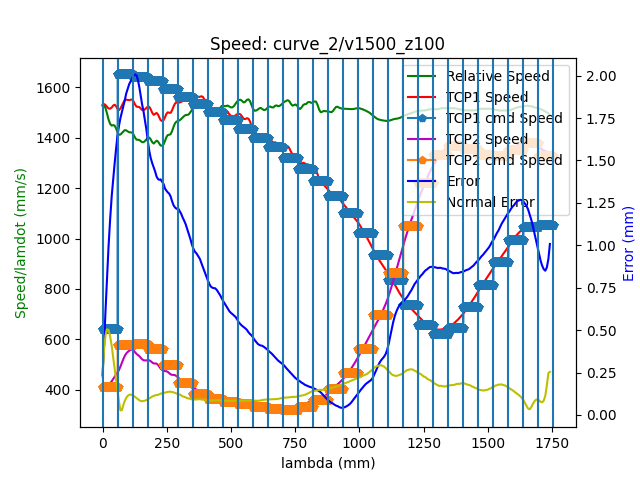 Speed: curve_2/v1500_z100
Relative Speed
TCP1 Speed
TCP1 cmd Speed
TCP2 Speed
TCP2 cmd Speed
Error
Normal Error
Speed/lamdot (mm/s)
1600
1400
1200
1000
800
600
400
2.00
1.75
1.50
1.25
1.00
0.75
0.50
0.25
0.00
Error (mm)
0 250 500 750 1000 1250 1500 1750
lambda (mm)